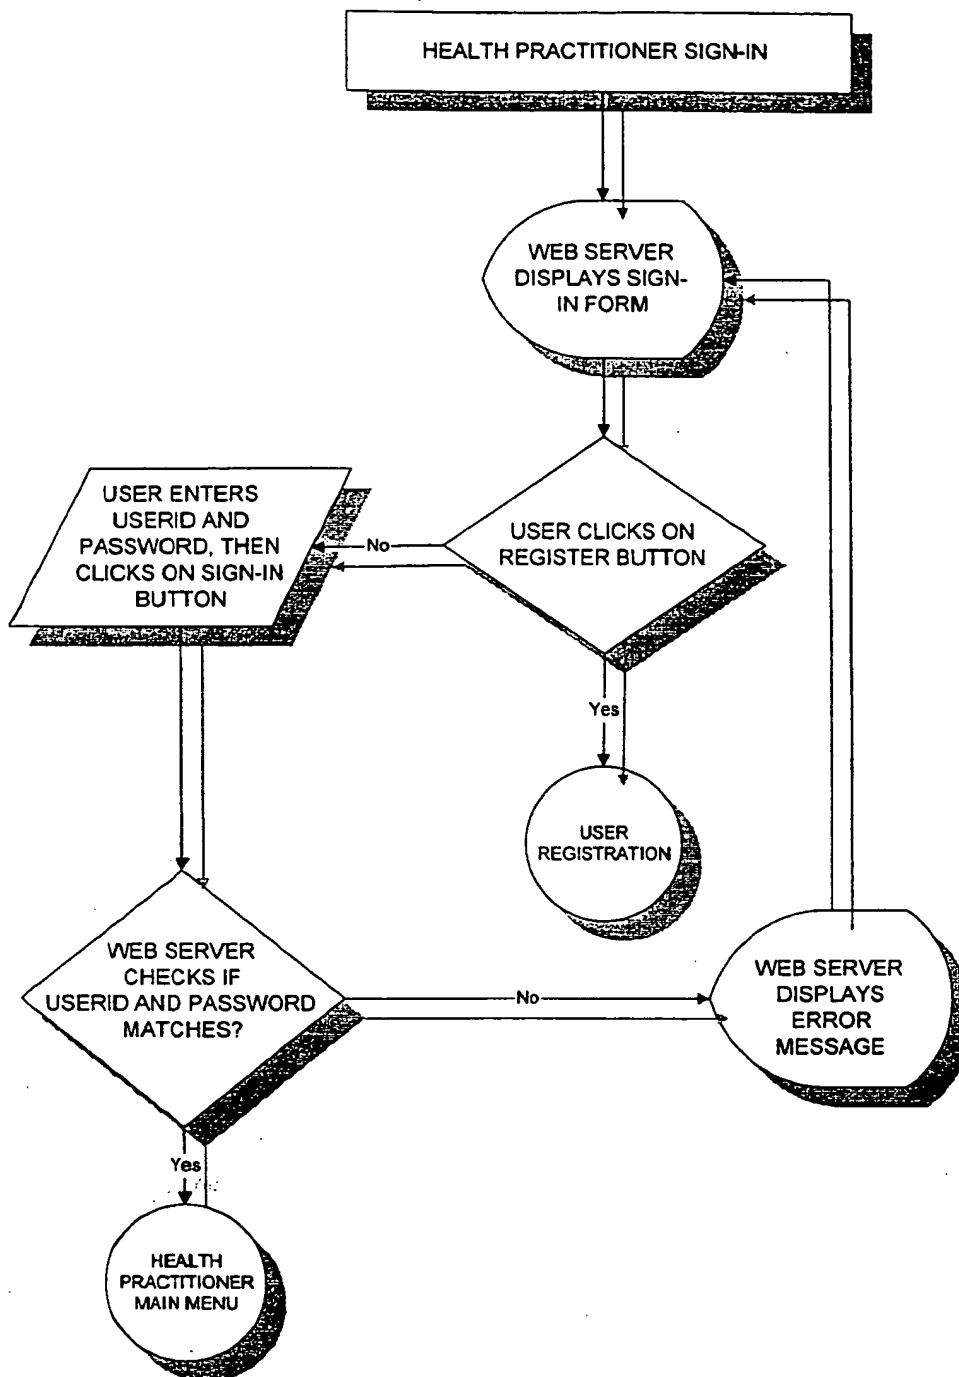 HEALTH PRACTITIONER SIGN-IN
WEB SERVER
DISPLAYS SIGN-
IN FORM
USER CLICKS ON
REGISTER BUTTON
No
USER ENTERS
USERID AND
PASSWORD, THEN
CLICKS ON SIGN-IN
BUTTON
Yes
USER
REGISTRATION
WEB SERVER
CHECKS IF
USERID AND PASSWORD
MATCHES?
No
WEB SERVER
DISPLAYS
ERROR
MESSAGE
Yes
HEALTH
PRACTITIONER
MAIN MENU